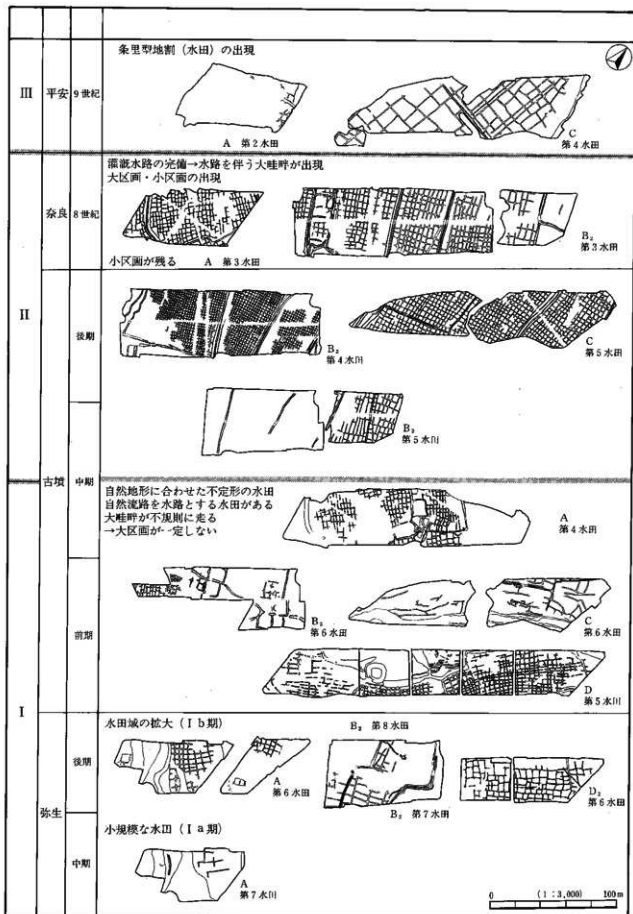 III
平安
9世紀
条里型地割（水田）の出現
A 第2水田
C
第4水田
奈良
8世紀
灌漑水路の完備→水路を伴う大畦畔が出現
大区画・小区画の出現
小区画が残る
A 第3水田
B₂
第3水田
II
後期
B₂
第4水田
C
第5水田
B₃
第5水田
古墳
中期
自然地形に合わせた不定形の水田
自然流路を水路とする水田がある
大畦畔が不規則に走る
→大区画が一定しない
A
第4水田
前期
B₃
第6水田
C
第6水田
D
第5水田
I
弥生
後期
水田域の拡大（Ｉb期）
B₂ 第8水田
A
第6水田
B₂ 第7水田
D₂
第6水田
中期
小規模な水田（Ｉa期）
A
第7水田
0 (1:3,000) 100m